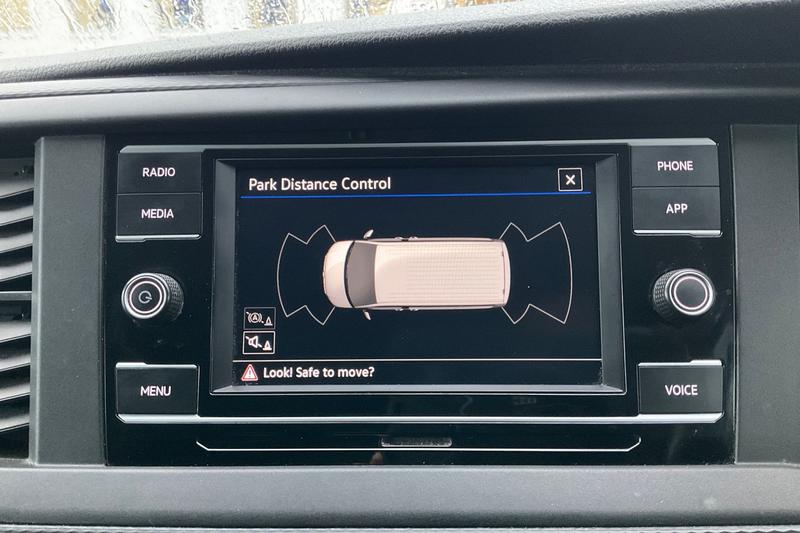 RADIO
MEDIA
MENU
Park Distance Control
X
Look! Safe to move?
PHONE
APP
VOICE